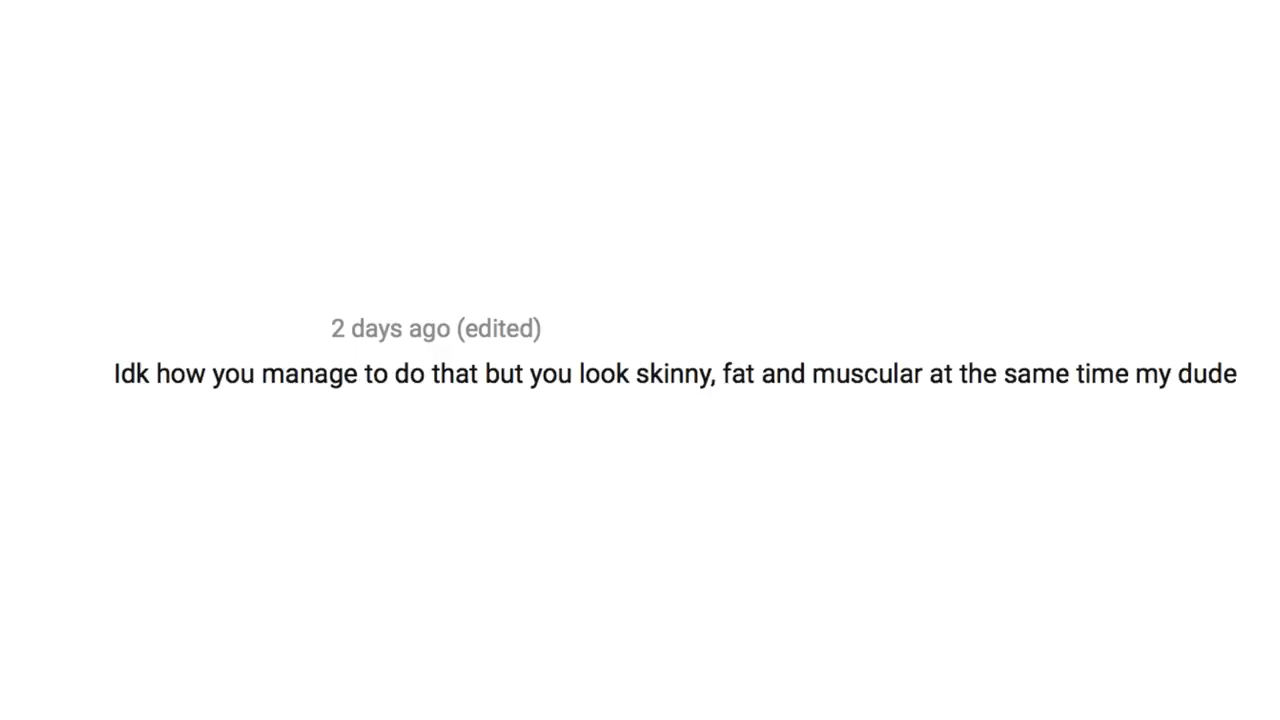 2 days ago (edited)
Idk how you manage to do that but you look skinny, fat and muscular at the same time my dude